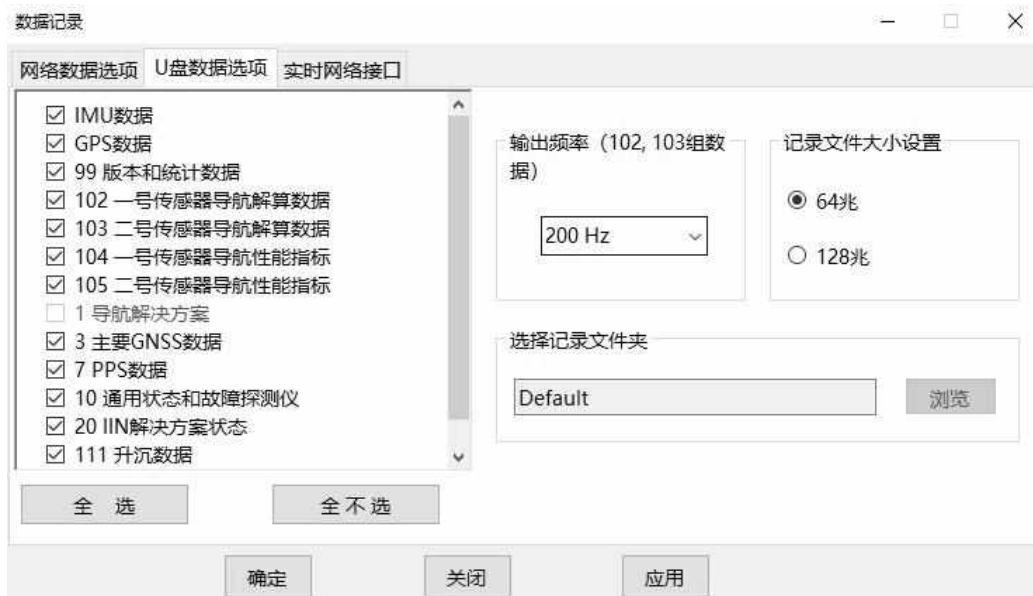 数据记录
网络数据选项 U盘数据选项 实时网络接口
IMU数据
GPS数据
99 版本和统计数据
102 一号传感器导航解算数据
103 二号传感器导航解算数据
104 一号传感器导航性能指标
105 二号传感器导航性能指标
1 导航解决方案
3 主要GNSS数据
7 PPS数据
10 通用状态和故障探测仪
20 IIN解决方案状态
111 升沉数据
全 选 全不选
输出频率（102, 103组数
据）
200 Hz
记录文件大小设置
64兆
128兆
选择记录文件夹
Default 浏览
确定 关闭 应用